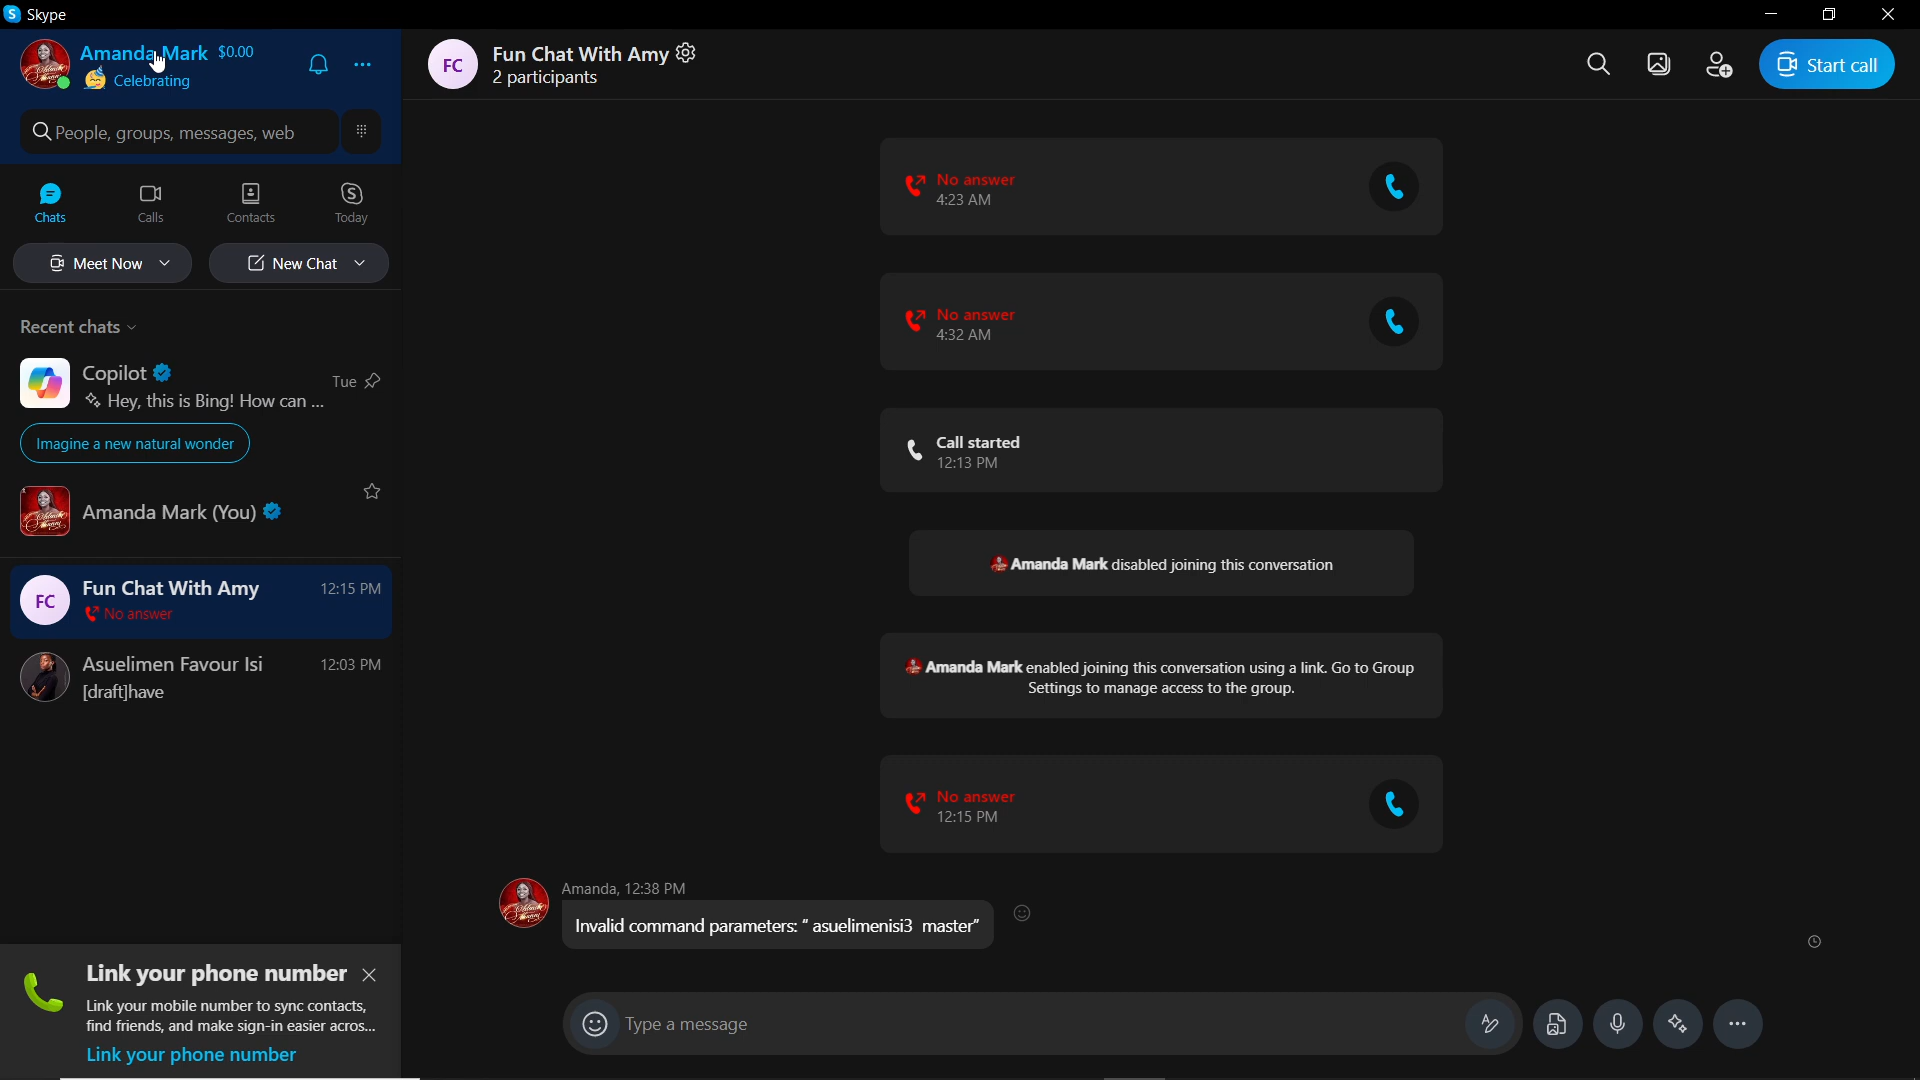 Skype
Amanda Mark $0.00
Celebrating
People, groups, messages, web
Chats
Calls
Contacts
Today
Meet Now
New Chat
Recent chats
Copilot
Tue
Hey, this is Bing! How can ...
Imagine a new natural wonder
Amanda Mark (You)
FC
Fun Chat With Amy
12:15 PM
No answer
Asuelimen Favour Isi
12:03 PM
[draft]have
Link your phone number
Link your mobile number to sync contacts,
find friends, and make sign-in easier acros...
Link your phone number
FC
Fun Chat With Amy
2 participants
Start call
No answer
4:23 AM
No answer
4:32 AM
Call started
12:13 PM
Amanda Mark disabled joining this conversation
Amanda Mark enabled joining this conversation using a link. Go to Group
Settings to manage access to the group.
No answer
12:15 PM
Amanda, 12:38 PM
Invalid command parameters: “ asuelimenisi3 master”
Type a message